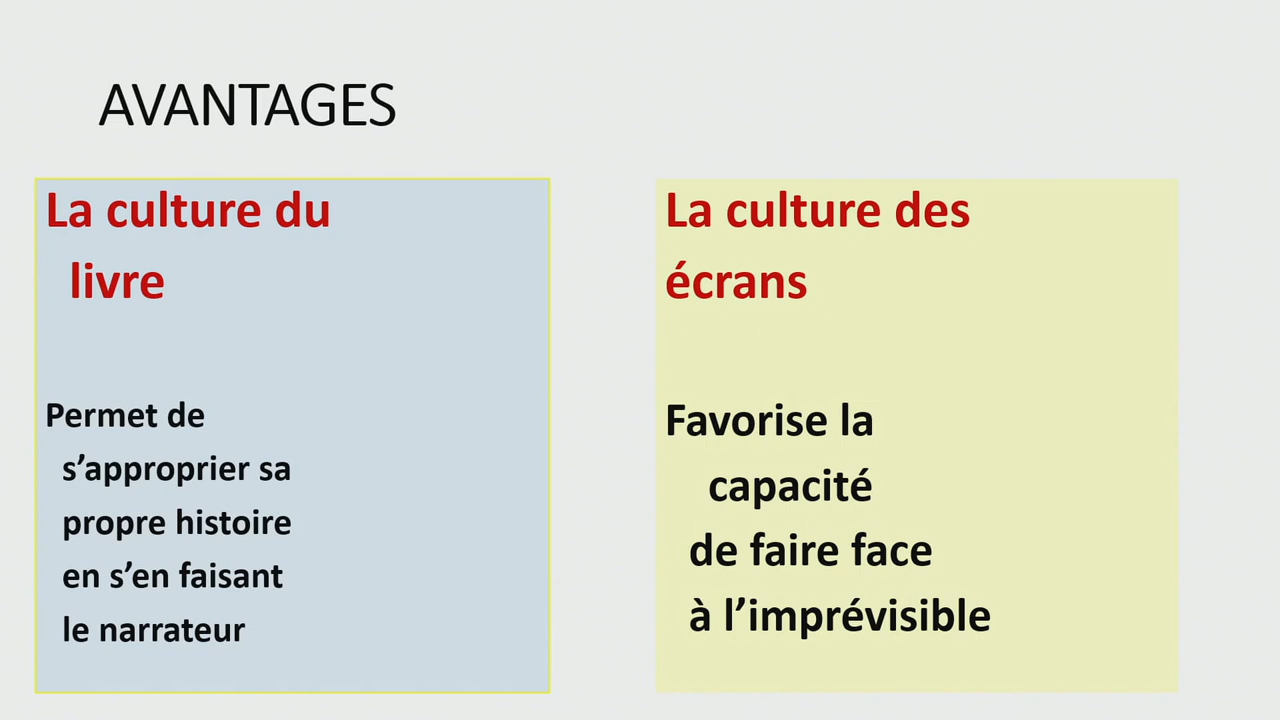 AVANTAGES
La culture du
livre
Permet de
s’approprier sa
propre histoire
en s’en faisant
le narrateur
La culture des
écrans
Favorise la
capacité
de faire face
à l’imprévisible